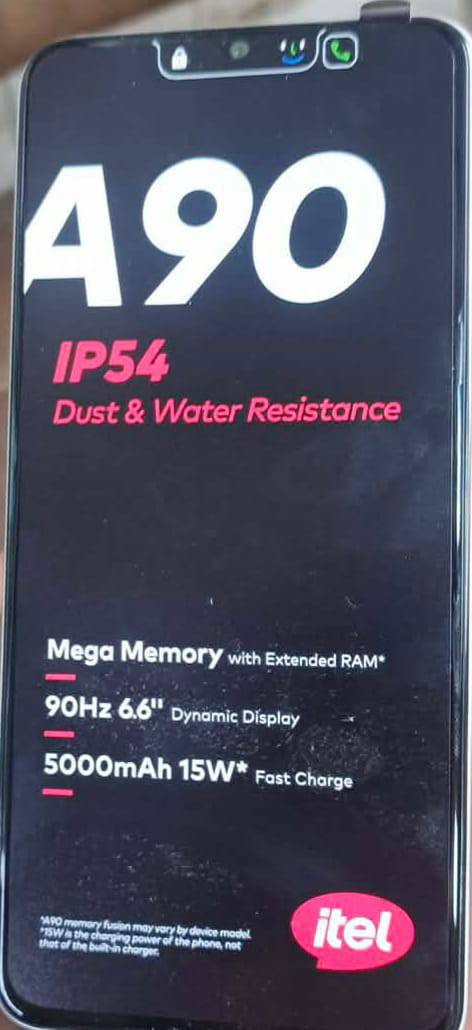 A90
IP54
Dust & Water Resistance
Mega Memory with Extended RAM*
90Hz 6.6" Dynamic Display
5000mAh 15W* Fast Charge
*A90 memory fusion may vary by device model.
*15W is the charging power of the phone, not
that of the built-in charger.
itel